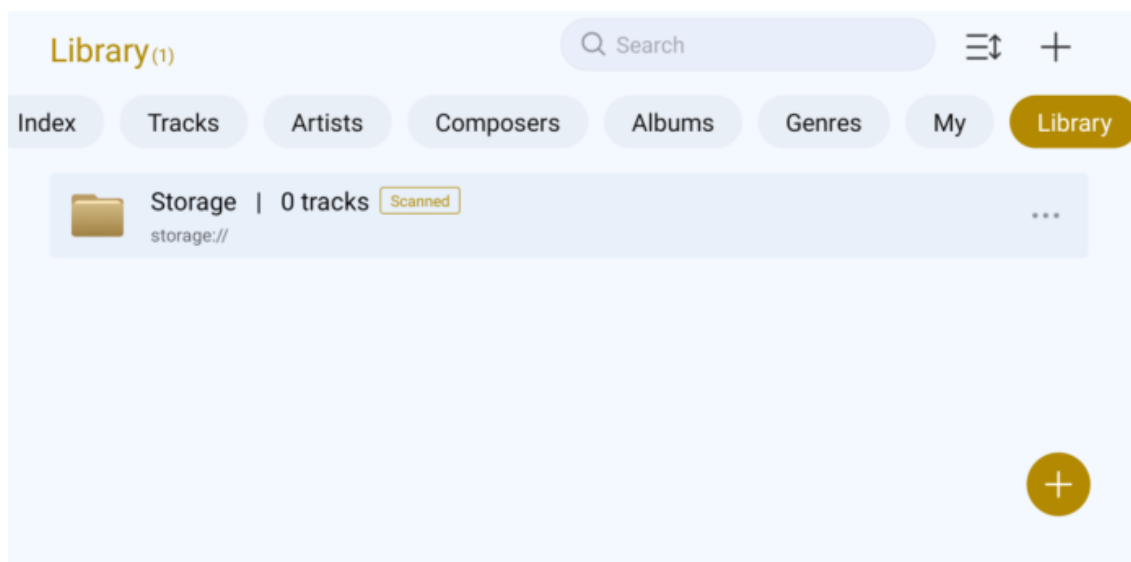 Library (1)
Search
Index Tracks Artists Composers Albums Genres My Library
Storage | 0 tracks Scanned
storage://